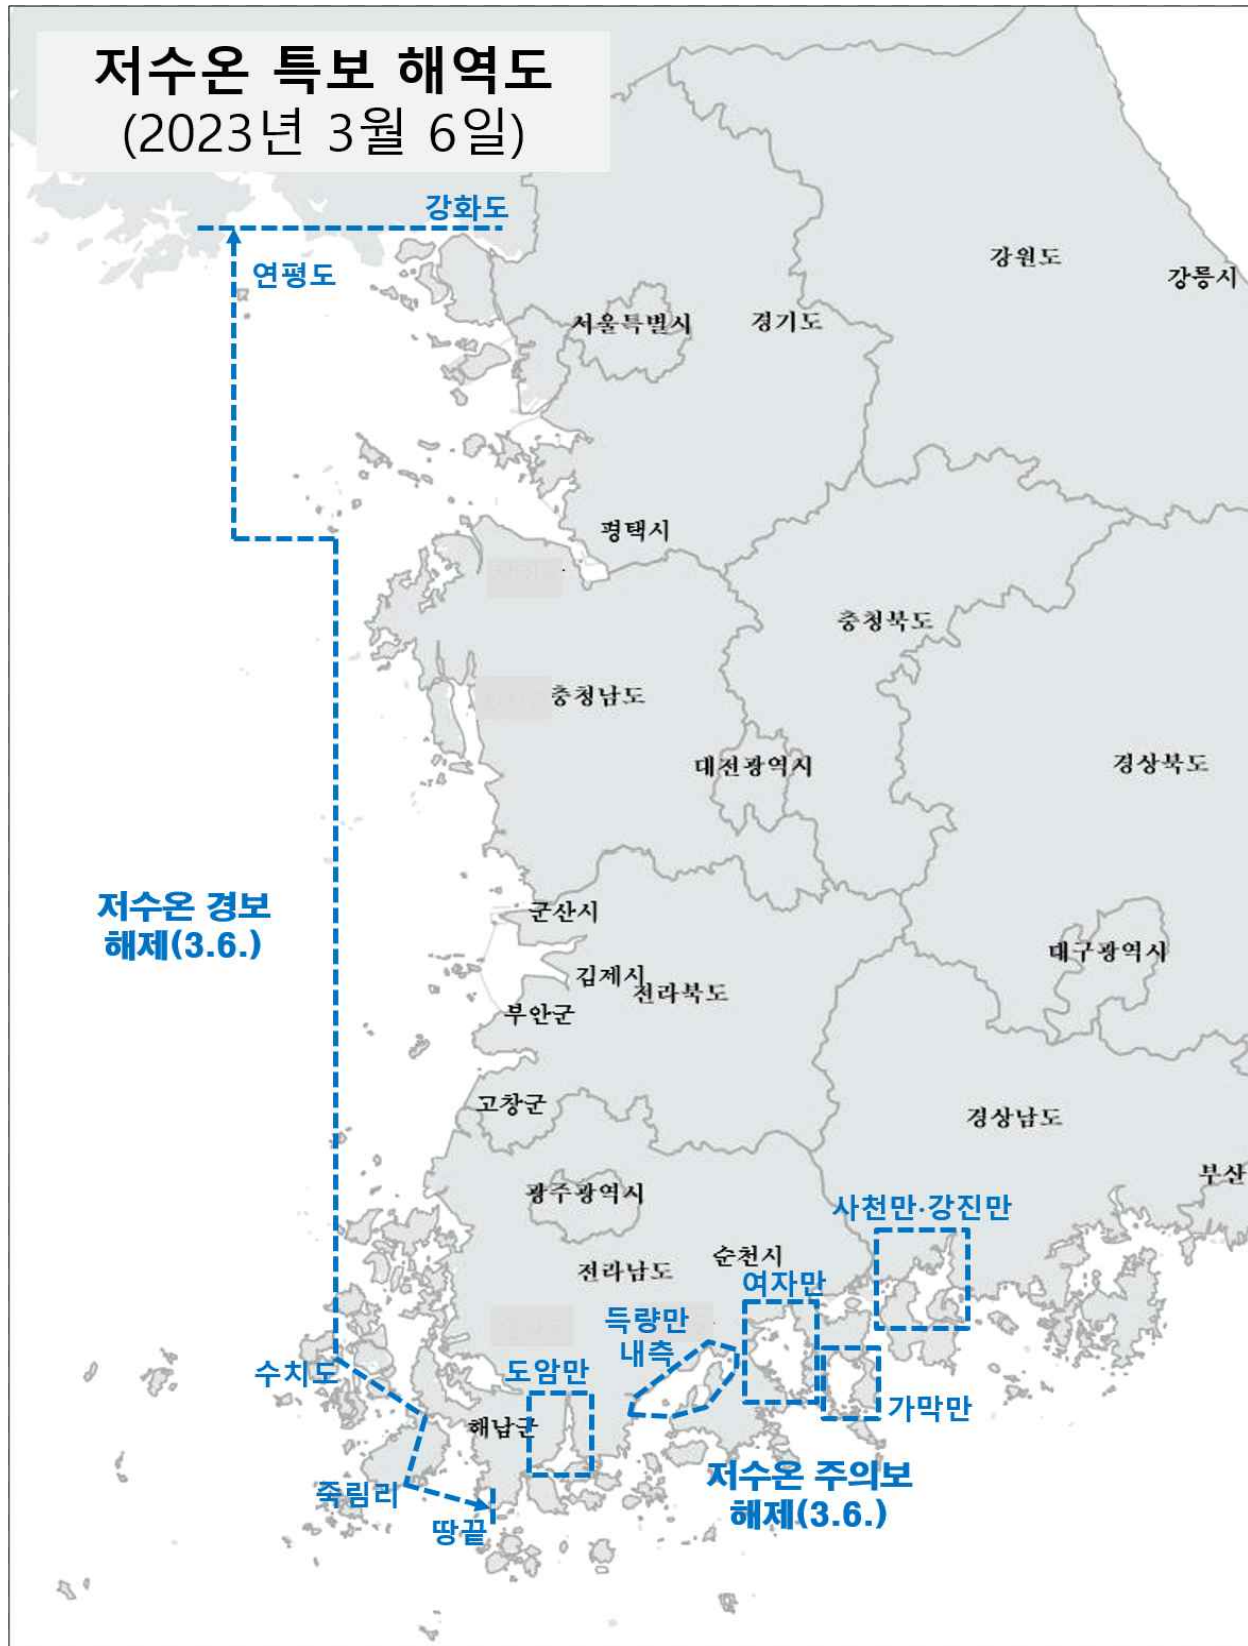 저수온 특보 해역도
(2023년 3월 6일)
강화도
연평도
강원도
강릉시
서울특별시
경기도
평택시
충청북도
충청남도
대전광역시
경상북도
저수온 경보
해제(3.6.)
군산시
대구광역시
김제시
전라북도
부안군
고창군
경상남도
부산
광주광역시
사천만·강진만
순천시
전라남도
여자만
득량만
내측
수치도
도암만
가막만
해남군
저수온 주의보
해제(3.6.)
죽림리
땅끝